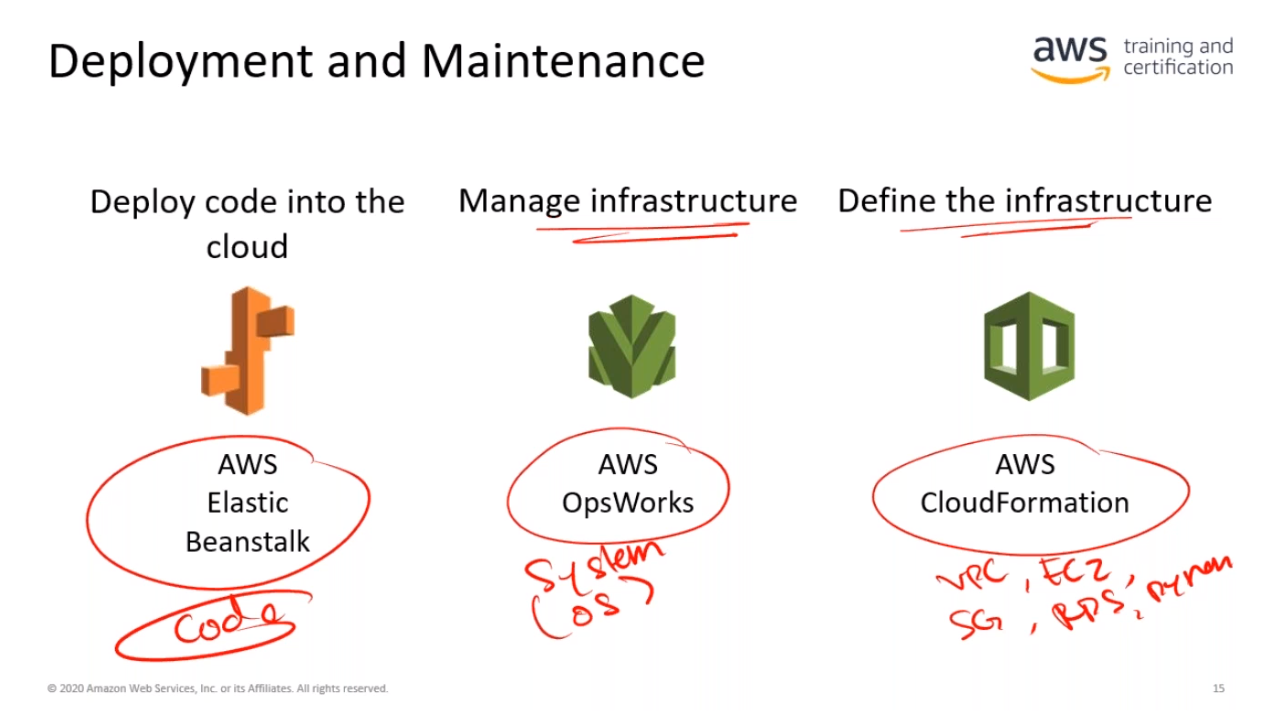 Deployment and Maintenance
aws training and
certification
Deploy code into the
cloud
Manage infrastructure
Define the infrastructure
AWS
Elastic
Beanstalk
Code
AWS
OpsWorks
System
(OS)
AWS
CloudFormation
VPC, EC2,
SG, RDS,
© 2020 Amazon Web Services, Inc. or its Affiliates. All rights reserved.
15